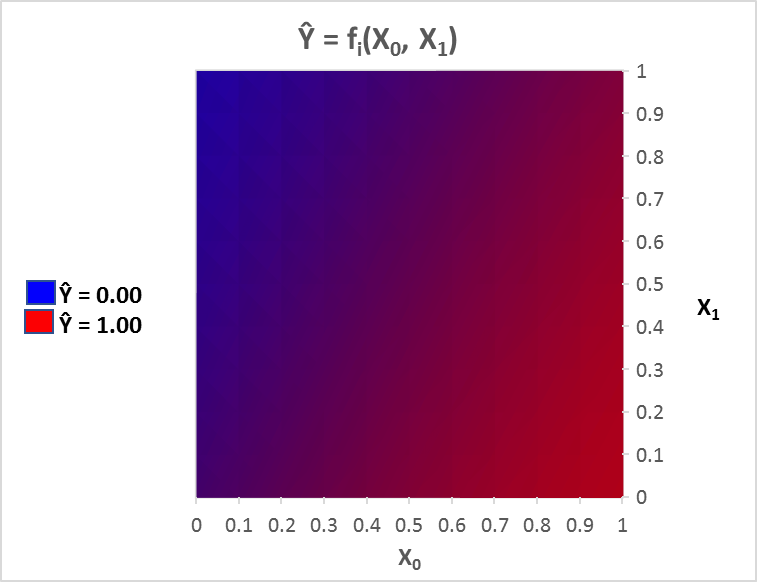 Ŷ = fᵢ(X₀, X₁)
Ŷ = 0.00
Ŷ = 1.00
1
0.9
0.8
0.7
0.6
0.5
0.4
0.3
0.2
0.1
0
X₁
0 0.1 0.2 0.3 0.4 0.5 0.6 0.7 0.8 0.9 1
X₀